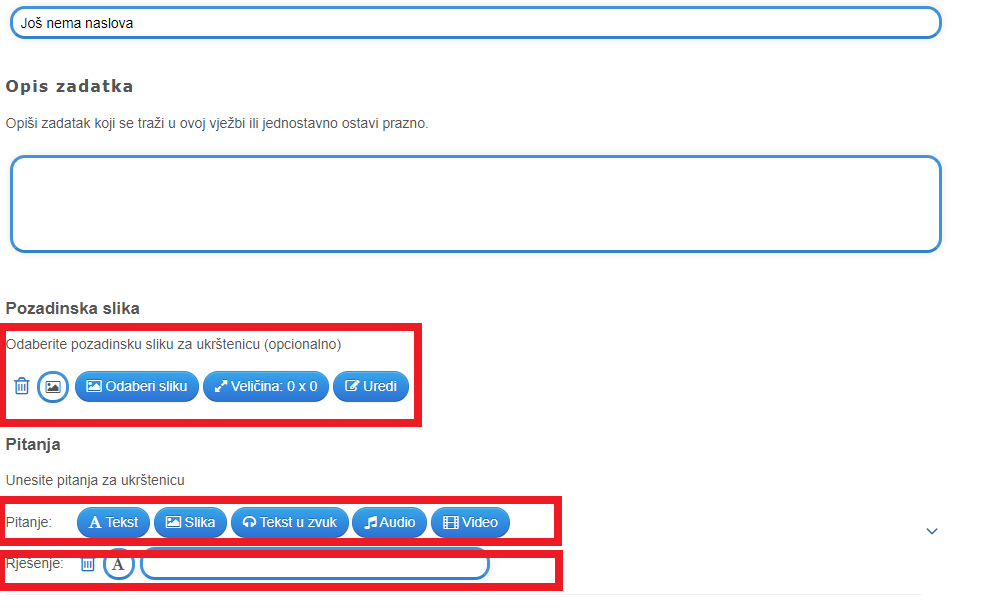 Još nema naslova
Opis zadatka
Opiši zadatak koji se traži u ovoj vježbi ili jednostavno ostavi prazno.
Pozadinska slika
Odaberite pozadinsku sliku za ukrštenicu (opcionalno)
Odaberi sliku Veličina: 0 x 0 Uredi
Pitanja
Unesite pitanja za ukrštenicu
Pitanje: A Tekst Slika Tekst u zvuk Audio Video
Rješenje: A